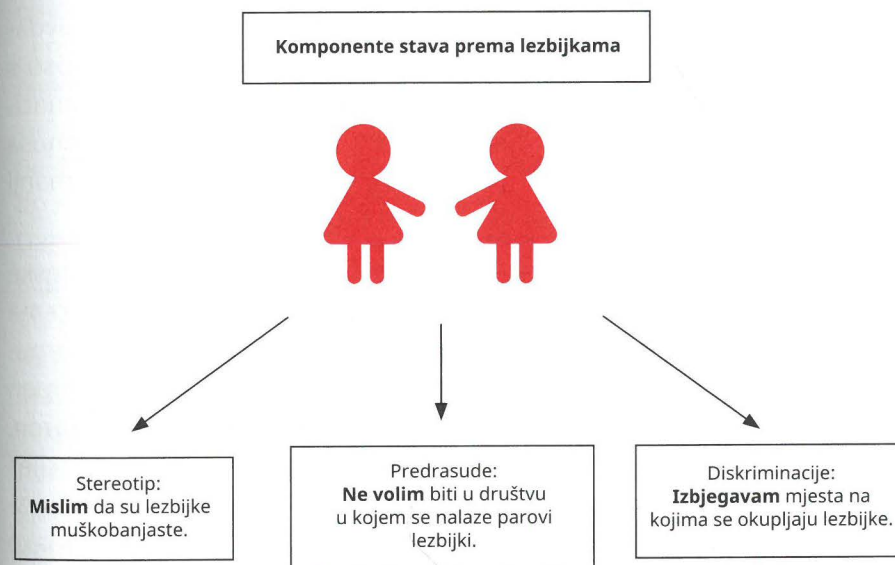 Komponente stava prema lezbijkama
Stereotip:
Mislim da su lezbijke
muškobanjaste.
Predrasude:
Ne volim biti u društvu
u kojem se nalaze parovi
lezbijki.
Diskriminacije:
Izbjegavam mjesta na
kojima se okupljaju lezbijke.